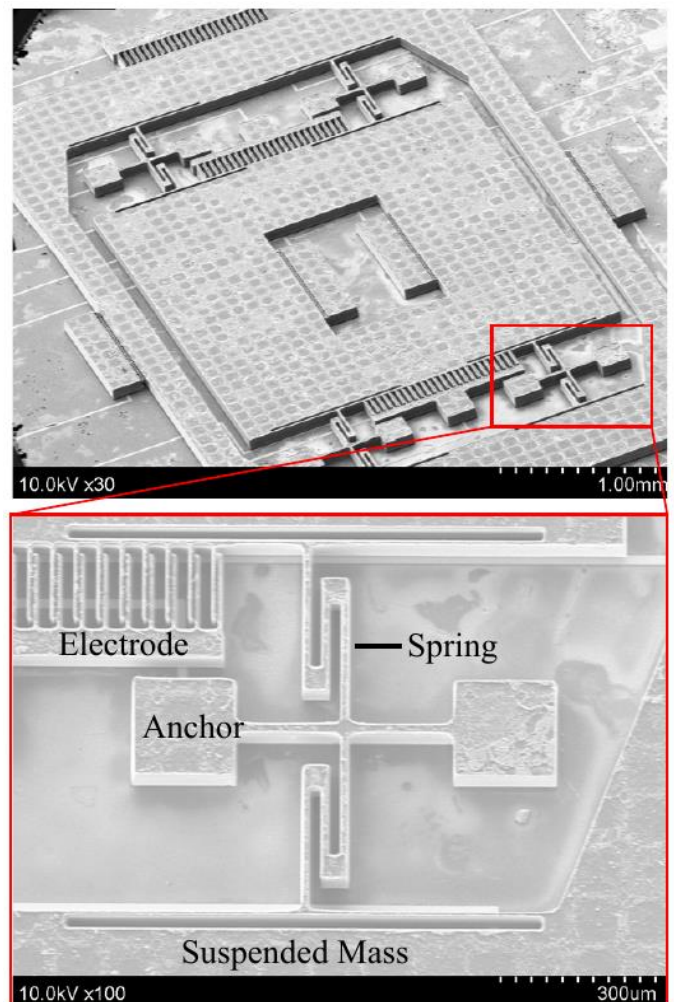 10.0kV x30 1.00mm
Electrode
Spring
Anchor
Suspended Mass
10.0kV x100 300um